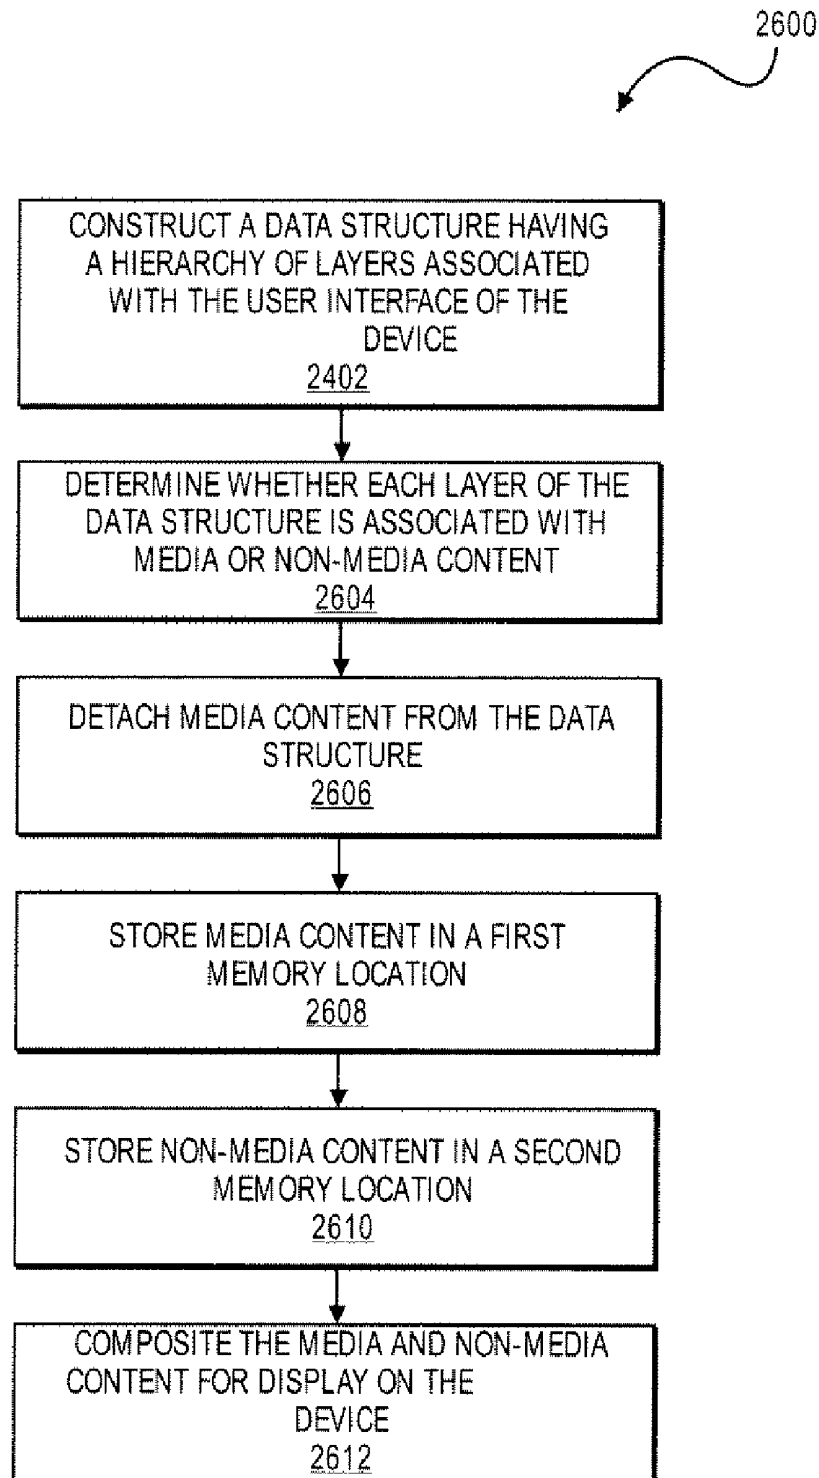 2600
CONSTRUCT A DATA STRUCTURE HAVING
A HIERARCHY OF LAYERS ASSOCIATED
WITH THE USER INTERFACE OF THE
DEVICE
2402
DETERMINE WHETHER EACH LAYER OF THE
DATA STRUCTURE IS ASSOCIATED WITH
MEDIA OR NON-MEDIA CONTENT
2604
DETACH MEDIA CONTENT FROM THE DATA
STRUCTURE
2606
STORE MEDIA CONTENT IN A FIRST
MEMORY LOCATION
2608
STORE NON-MEDIA CONTENT IN A SECOND
MEMORY LOCATION
2610
COMPOSITE THE MEDIA AND NON-MEDIA
CONTENT FOR DISPLAY ON THE
DEVICE
2612